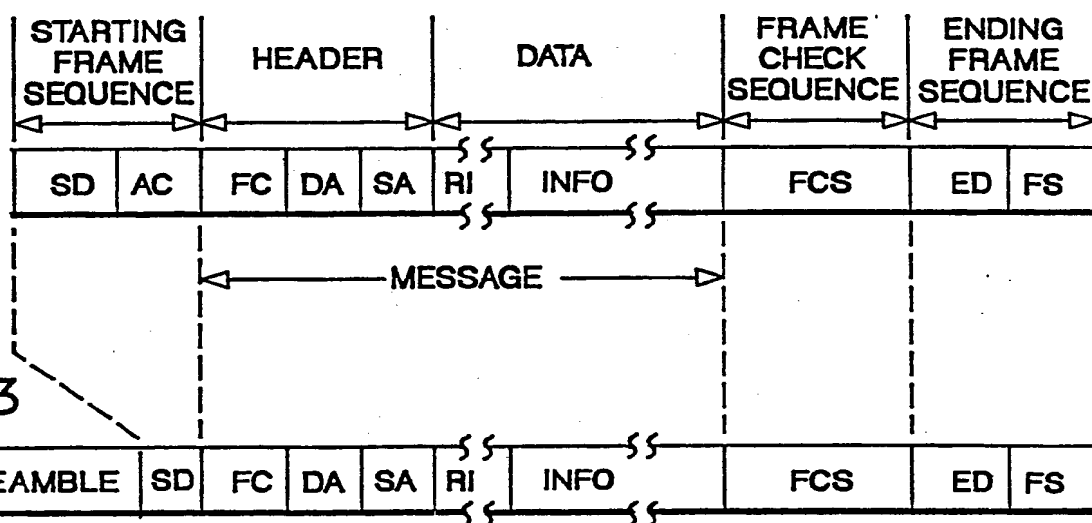 STARTING
FRAME
SEQUENCE
HEADER
DATA
FRAME
CHECK
SEQUENCE
ENDING
FRAME
SEQUENCE
SD AC FC DA SA RI INFO FCS ED FS
MESSAGE
3
EAMBLE SD FC DA SA RI INFO FCS ED FS